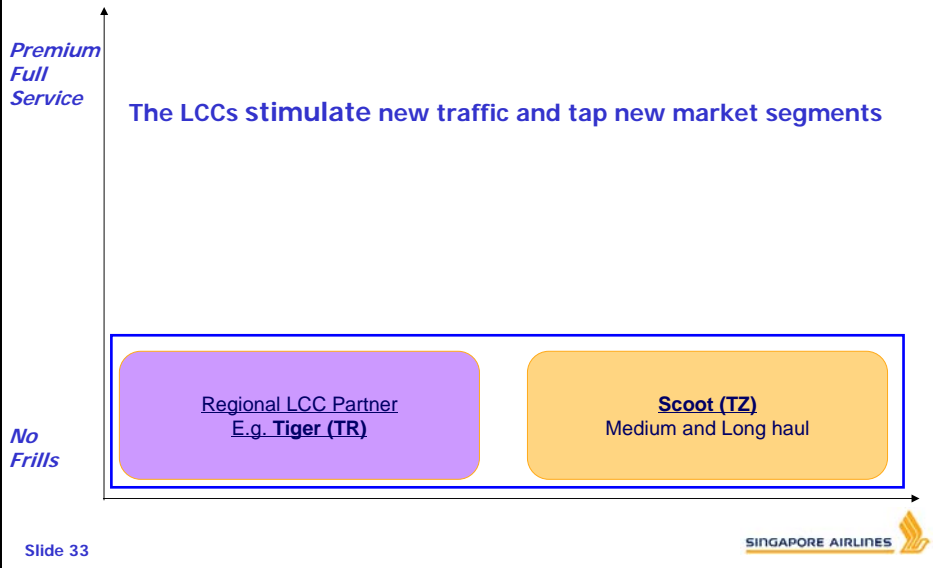 Premium
Full
Service
The LCCs stimulate new traffic and tap new market segments
Regional LCC Partner
E.g. Tiger (TR)
Scoot (TZ)
Medium and Long haul
No
Frills
Slide 33
SINGAPORE AIRLINES